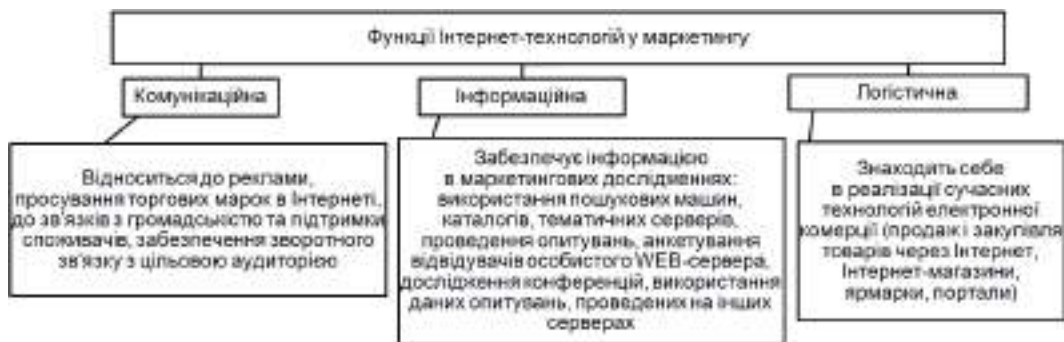 Функції Інтернет-технологій у маркетингу
Комунікаційна
Інформаційна
Логістична
Відноситься до реклами,
просування торгових марок в Інтернеті,
до зв'язків з громадськістю та підтримки
споживачів, забезпечення зворотного
зв'язку з цільовою аудиторією
Забезпечує інформацією
в маркетингових дослідженнях:
використання пошукових машин,
каталогів, тематичних серверів,
проведення опитувань, анкетування
відвідувачів особистого WEB-сервера,
дослідження конференцій, використання
даних опитувань, проведених на інших
серверах
Знаходить себе
в реалізації сучасних
технологій електронної
комерції (продаж і закупівля
товарів через Інтернет,
Інтернет-магазини,
ярмарки, портали)